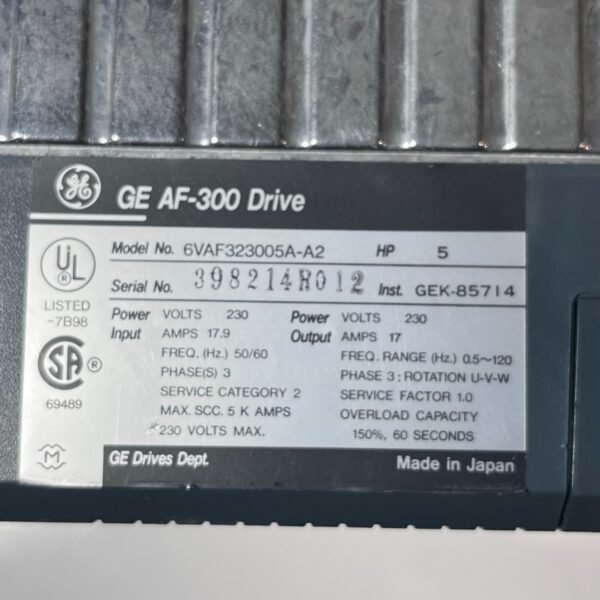 GE AF-300 Drive
Model No. 6VAF323005A-A2 HP 5
Serial No. 398214R012 Inst. GEK-85714
UL ®
LISTED
-7B98
SA ®
69489
M
Power VOLTS 230
Input AMPS 17.9
FREQ. (Hz.) 50/60
PHASE(S) 3
SERVICE CATEGORY 2
MAX. SCC. 5 K AMPS
*230 VOLTS MAX.
Power VOLTS 230
Output AMPS 17
FREQ. RANGE (Hz.) 0.5~120
PHASE 3 : ROTATION U-V-W
SERVICE FACTOR 1.0
OVERLOAD CAPACITY
150%, 60 SECONDS
GE Drives Dept. Made in Japan